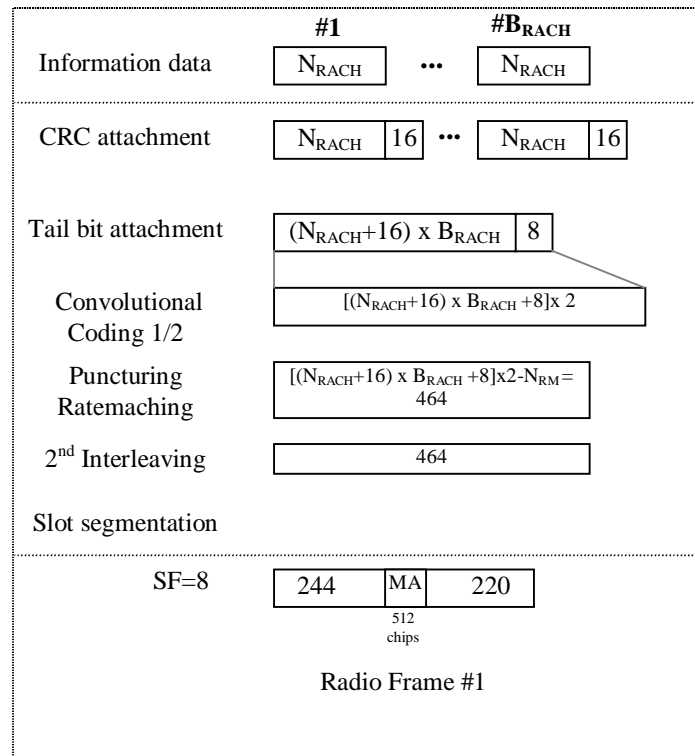 #1 #B_RACH
Information data N_RACH ... N_RACH
CRC attachment N_RACH 16 ... N_RACH 16
Tail bit attachment (N_RACH+16) x B_RACH 8
Convolutional
Coding 1/2
[(N_RACH+16) x B_RACH +8]x 2
Puncturing
Ratemaching
[(N_RACH+16) x B_RACH +8]x2-N_RM=
464
2nd Interleaving 464
Slot segmentation
SF=8 244 MA 220
512
chips
Radio Frame #1